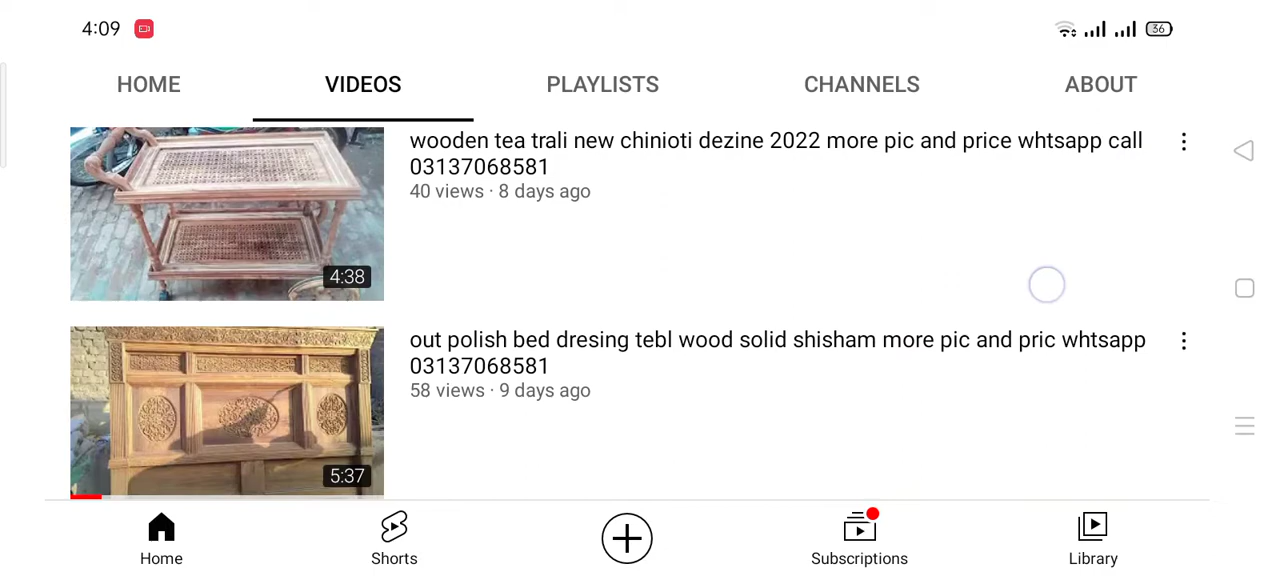 4:09
36
HOME VIDEOS PLAYLISTS CHANNELS ABOUT
wooden tea trali new chinioti dezine 2022 more pic and price whtsapp call
03137068581
40 views · 8 days ago
4:38
out polish bed dresing tebl wood solid shisham more pic and pric whtsapp
03137068581
58 views · 9 days ago
5:37
Home Shorts Subscriptions Library